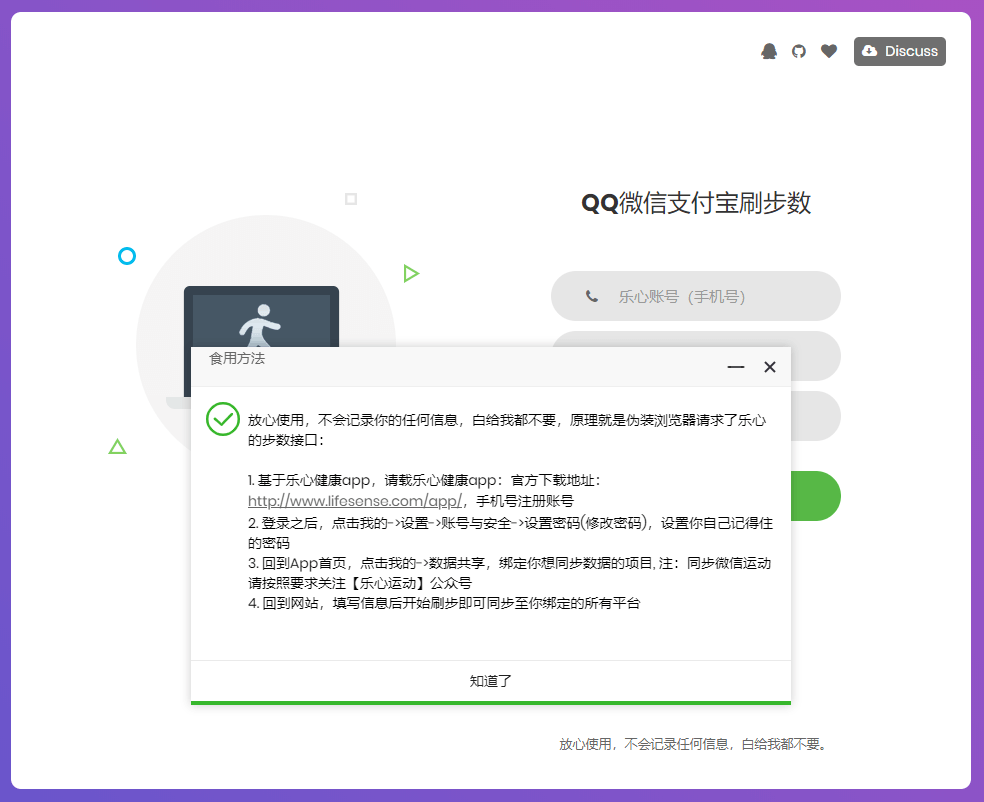 Discuss
QQ微信支付宝刷步数
乐心账号（手机号）
食用方法
放心使用，不会记录你的任何信息，白给我都不要，原理就是伪装浏览器请求了乐心
的步数接口：
1. 基于乐心健康app，请载乐心健康app：官方下载地址：
http://www.lifesense.com/app/，手机号注册账号
2. 登录之后，点击我的->设置->账号与安全->设置密码(修改密码)，设置你自己记得住
的密码
3. 回到App首页，点击我的->数据共享，绑定你想同步数据的项目, 注：同步微信运动
请按照要求关注【乐心运动】公众号
4. 回到网站，填写信息后开始刷步即可同步至你绑定的所有平台
知道了
放心使用，不会记录任何信息，白给我都不要。